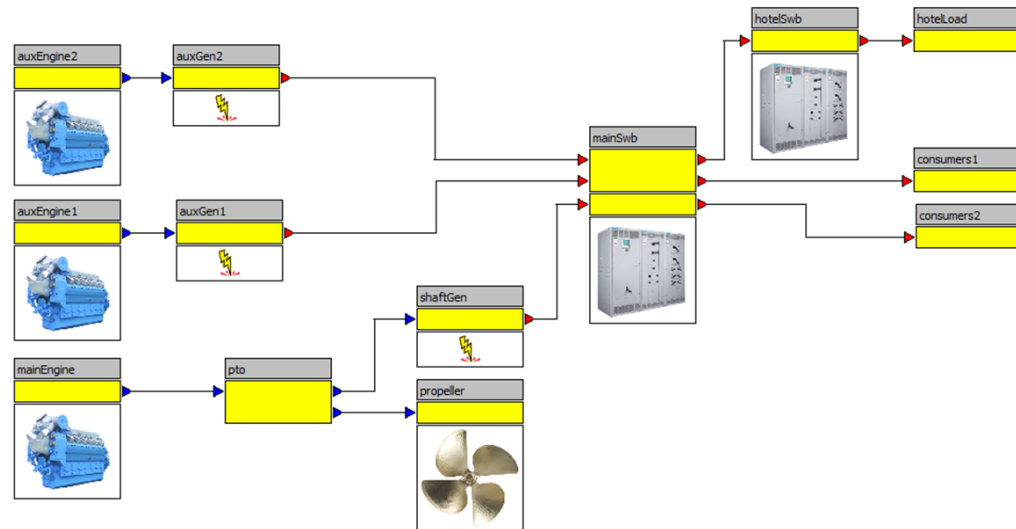 hotelSwb
hotelLoad
auxEngine2
auxGen2
mainSwb
consumers1
auxEngine1
auxGen1
consumers2
shaftGen
mainEngine
pto
propeller